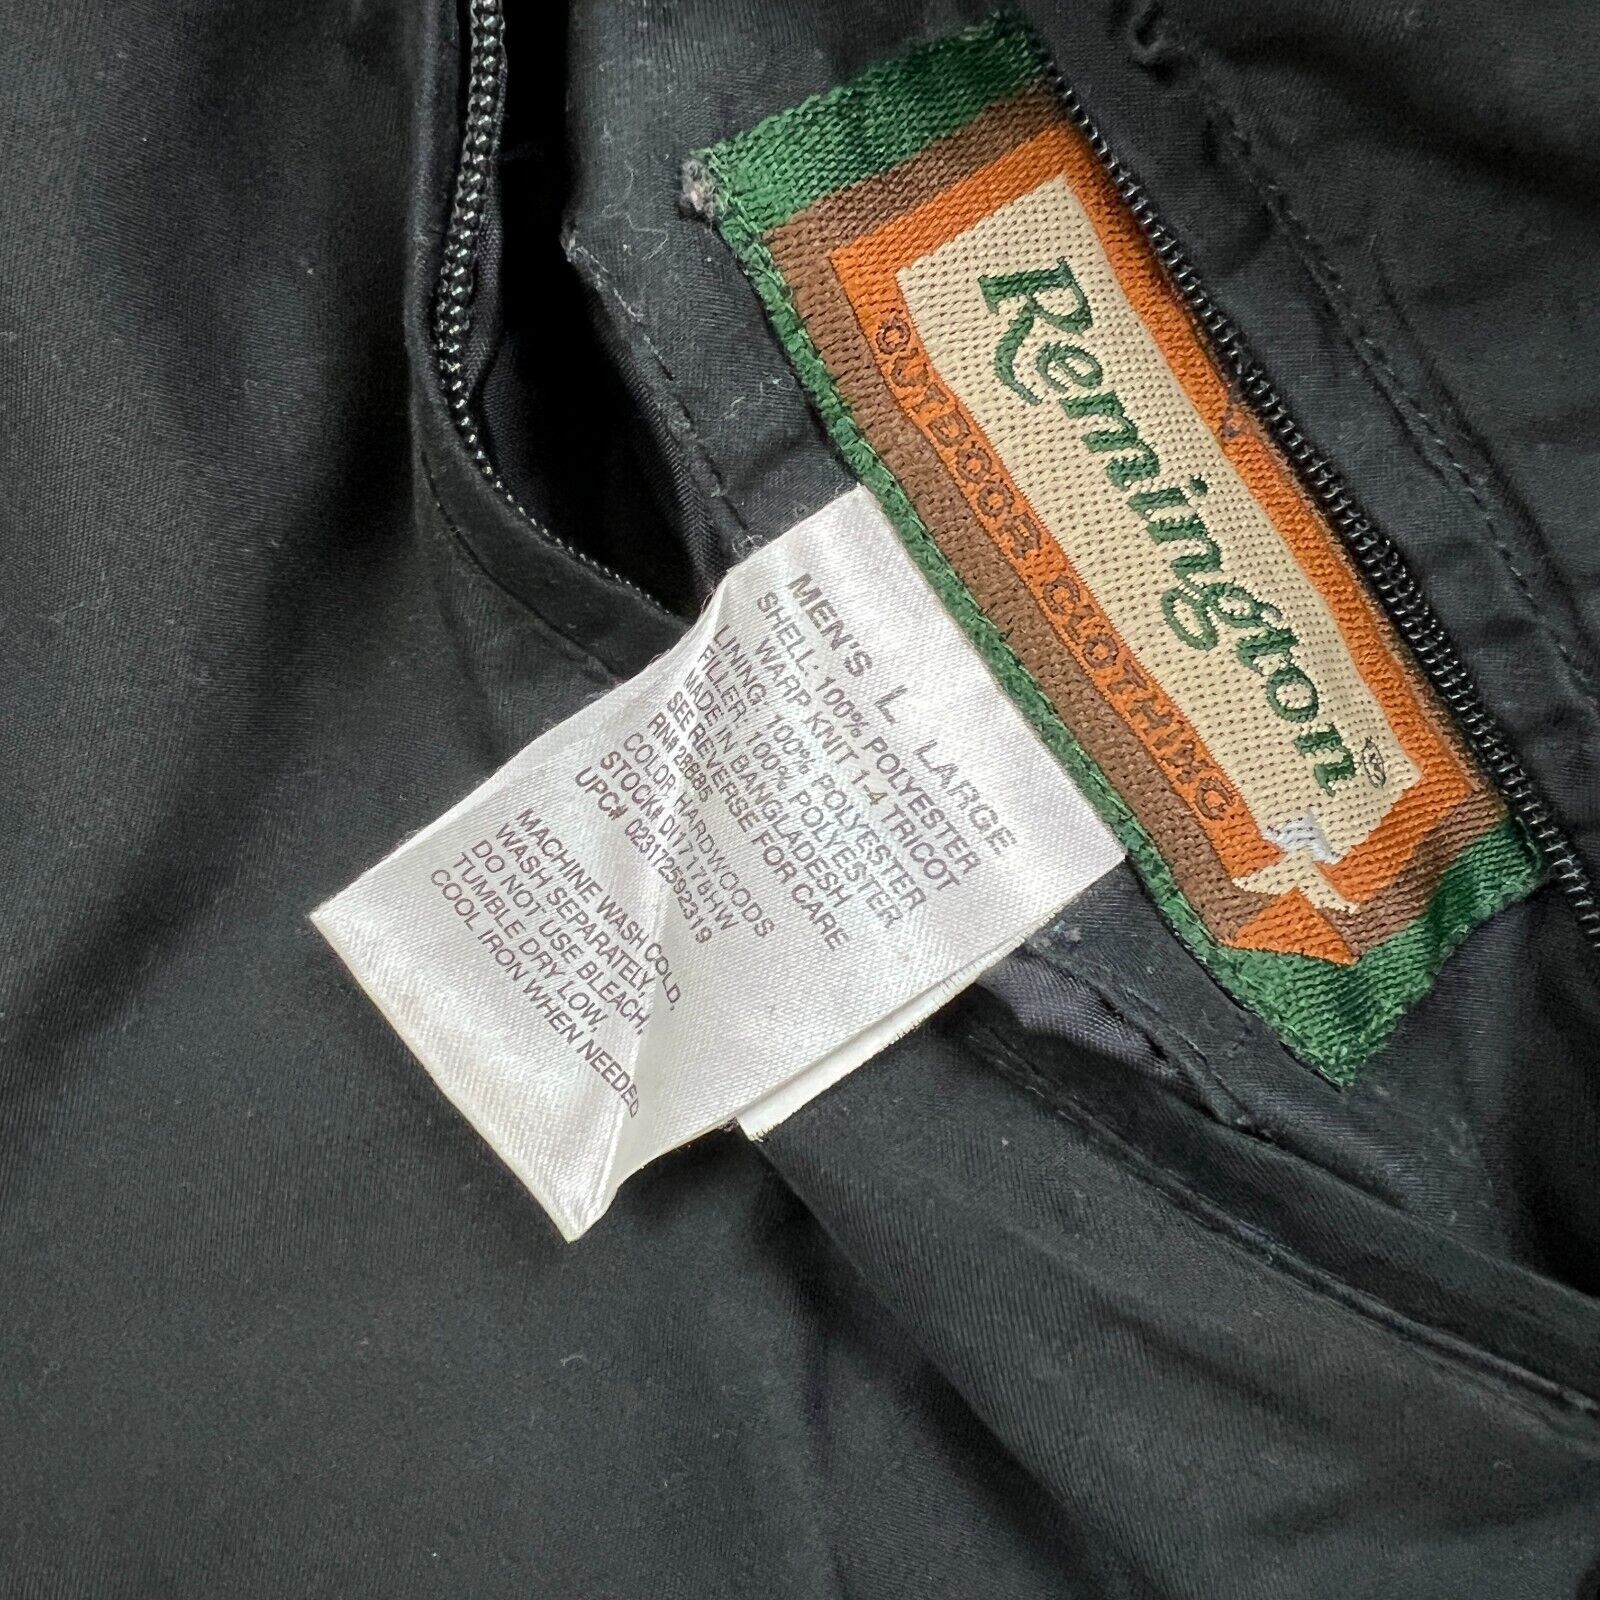 Remington®
OUTDOOR CLOTHING
MEN'S L LARGE
SHELL: 100% POLYESTER
WARP KNIT 1-4 TRICOT
LINING: 100% POLYESTER
FILLER: 100% POLYESTER
MADE IN BANGLADESH
SEE REVERSE FOR CARE
COLOR HARDWOODS
RN# 28685
STOCK# DI17178HW
UPC# 023172592319
MACHINE WASH COLD,
WASH SEPARATELY,
DO NOT USE BLEACH,
TUMBLE DRY LOW,
COOL IRON WHEN NEEDED